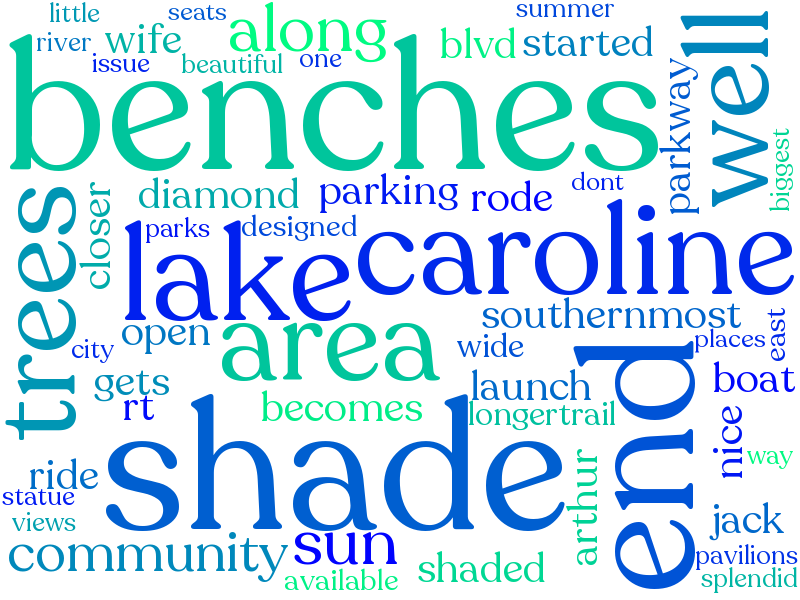 little
seats
summer
river
wife
along
blvd
started
issue
beautiful
one
well
benches
parkway
biggest
trees
closer
diamond
parking
rode
dont
parks
designed
lake
caroline
southernmost
open
area
city
wide
places
east
gets
launch
boat
rt
becomes
longertrail
end
nice
way
shade
ride
arthur
statue
views
jack
community
sun
shaded
pavilions
available
splendid